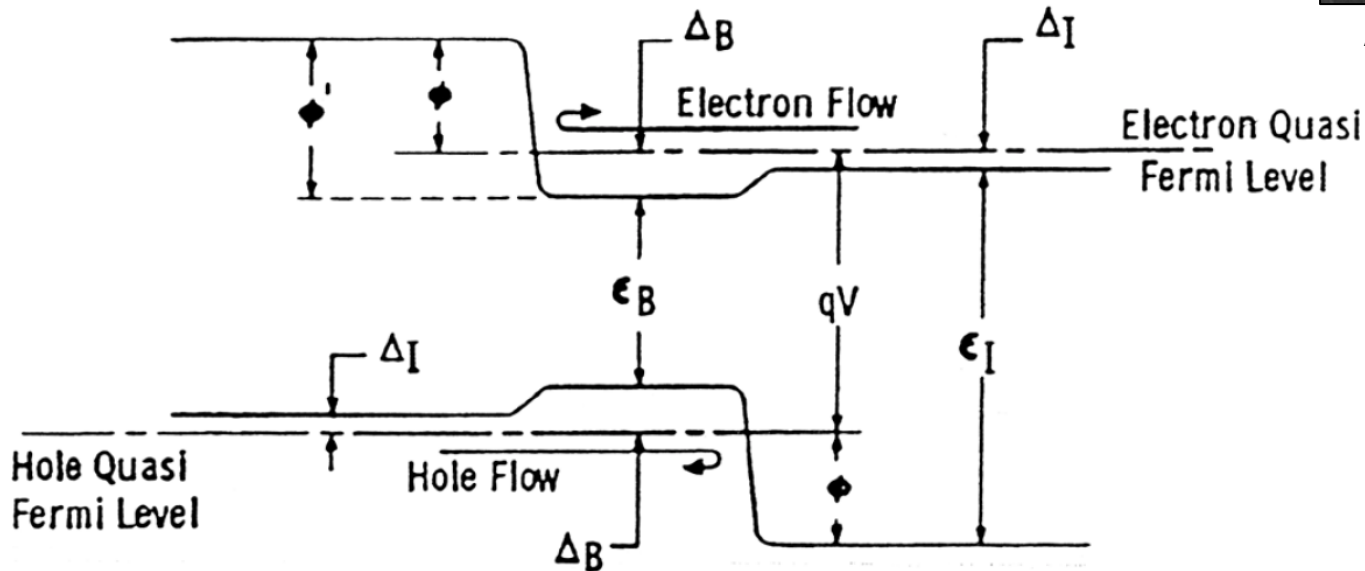 Δ_B
Δ_I
Φ'
Φ
Electron Flow
Electron Quasi
Fermi Level
ϵ_B
qV
ϵ_I
Δ_I
Hole Quasi
Fermi Level
Hole Flow
Φ
Δ_B